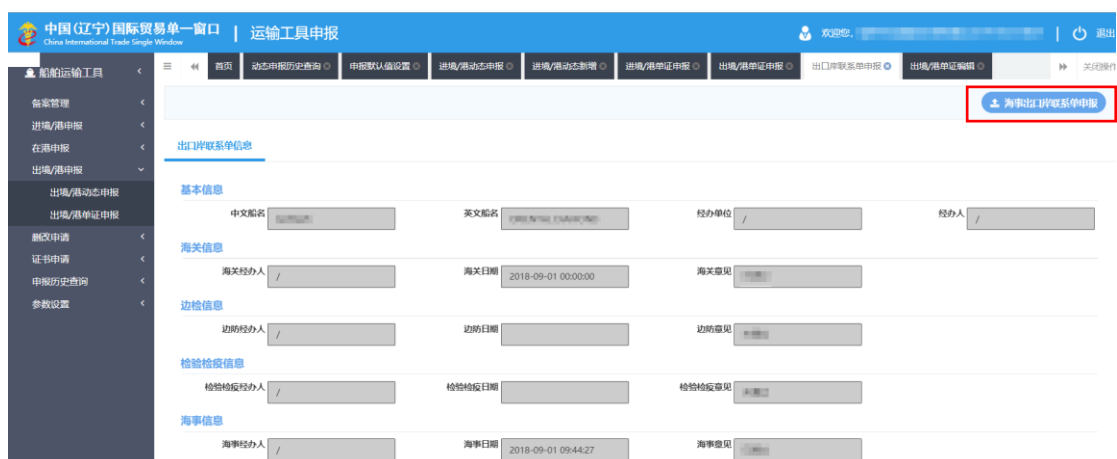 中国(辽宁)国际贸易单一窗口 | 运输工具申报
China International Trade Single Window
欢迎您,
退出
船舶运输工具
首页 动态申报历史查询 申报默认值设置 进境/港动态申报 进境/港动态新增 进境/港单证申报 出境/港单证申报 出口岸联系单申报 出境/港单证编辑 关闭操作
备案管理
进境/港申报
在港申报
出境/港申报
出境/港动态申报
出境/港单证申报
删改申请
证书申请
申报历史查询
参数设置
海事出口岸联系单申报
出口岸联系单信息
基本信息
中文船名 英文船名 经办单位 / 经办人 /
海关信息
海关经办人 / 海关日期 2018-09-01 00:00:00 海关意见
边检信息
边防经办人 / 边防日期 边防意见
检验检疫信息
检验检疫经办人 / 检验检疫日期 检验检疫意见
海事信息
海事经办人 / 海事日期 2018-09-01 09:44:27 海事意见